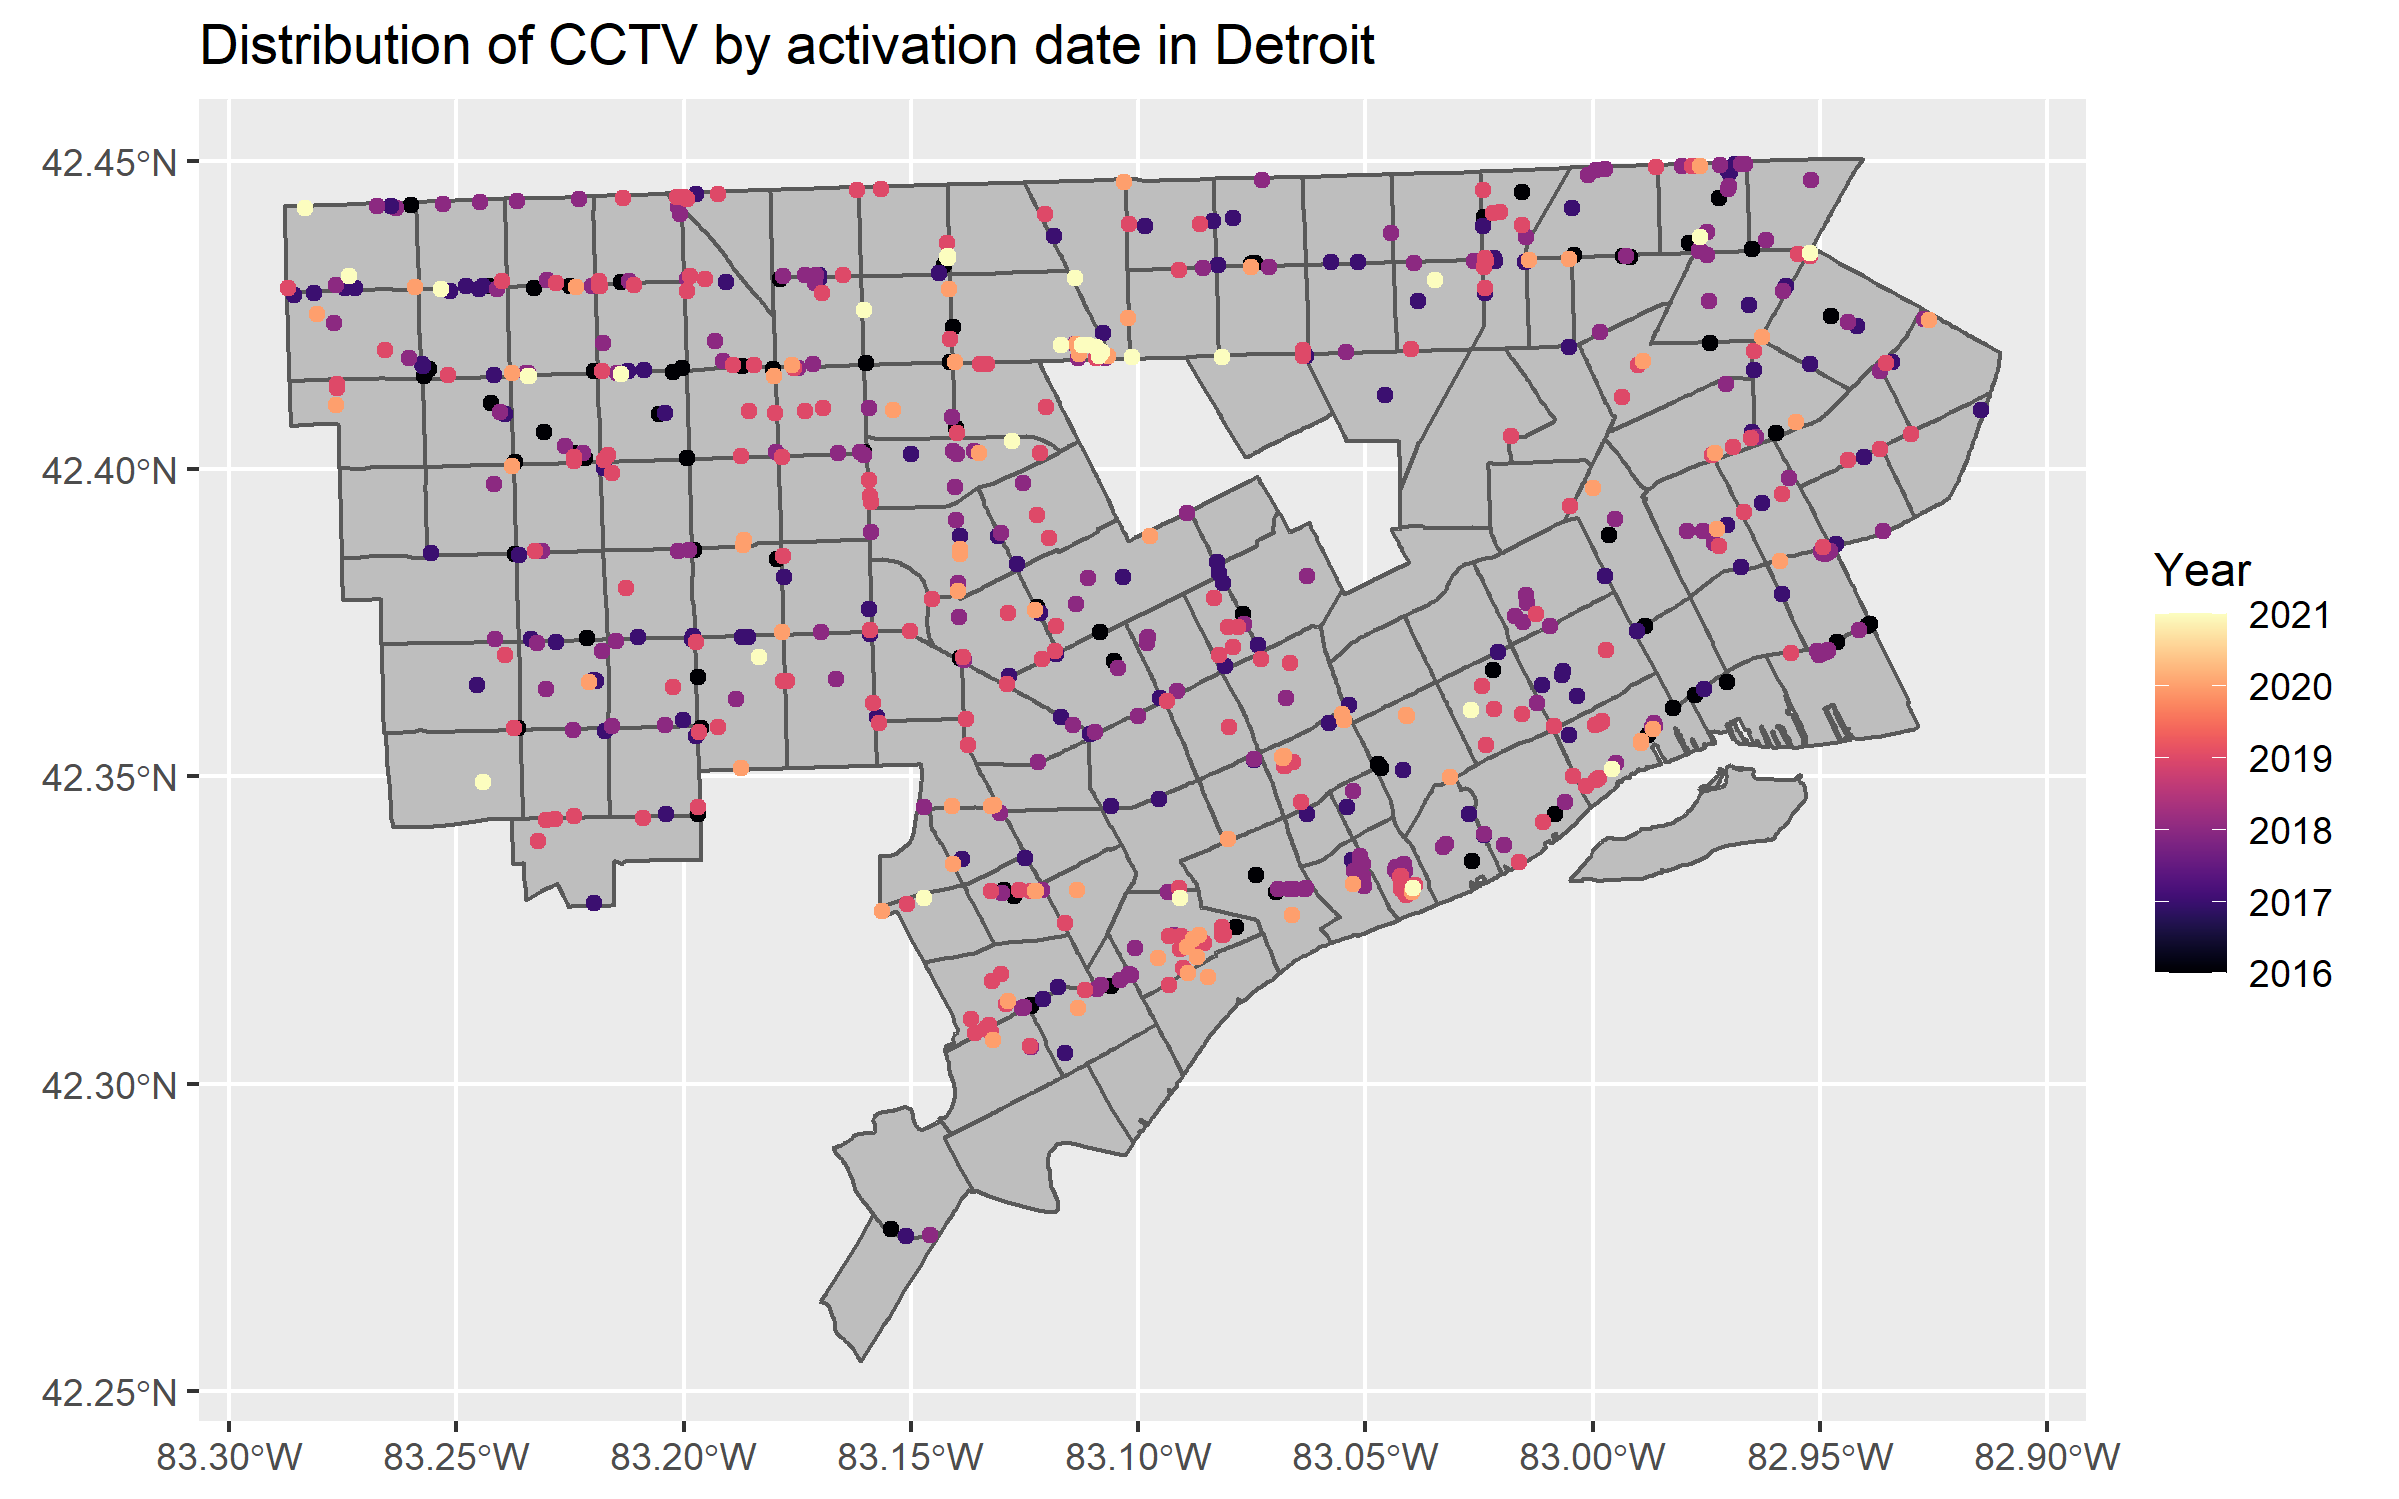 Distribution of CCTV by activation date in Detroit
42.45°N
42.40°N
42.35°N
42.30°N
42.25°N
83.30°W 83.25°W 83.20°W 83.15°W 83.10°W 83.05°W 83.00°W 82.95°W 82.90°W
Year
2021
2020
2019
2018
2017
2016